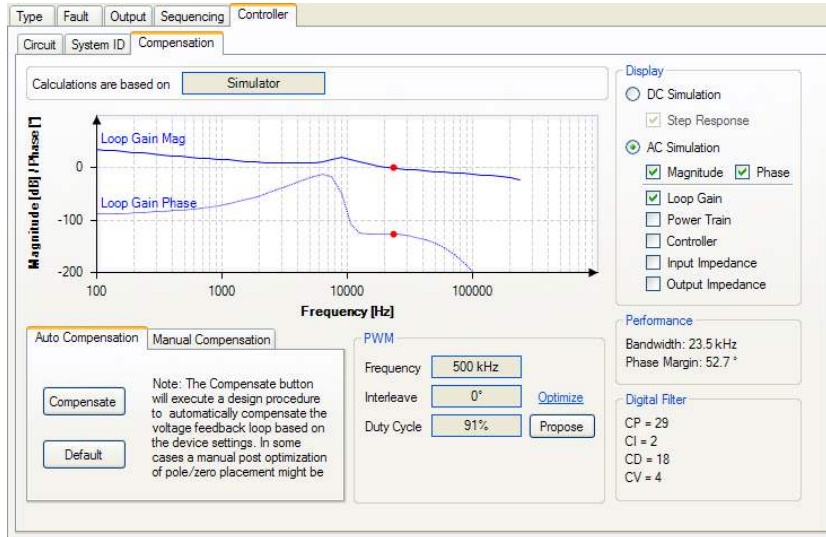 Type Fault Output Sequencing Controller
Circuit System ID Compensation
Calculations are based on Simulator
Magnitude [dB] / Phase [˚]
Loop Gain Mag
Loop Gain Phase
0
-100
-200
100 1000 10000 100000
Frequency [Hz]
Display
DC Simulation
Step Response
AC Simulation
Magnitude Phase
Loop Gain
Power Train
Controller
Input Impedance
Output Impedance
Auto Compensation Manual Compensation
Compensate
Default
Note: The Compensate button
will execute a design procedure
to automatically compensate the
voltage feedback loop based on
the device settings. In some
cases a manual post optimization
of pole/zero placement might be
PWM
Frequency 500 kHz
Interleave 0° Optimize
Duty Cycle 91% Propose
Performance
Bandwidth: 23.5 kHz
Phase Margin: 52.7 °
Digital Filter
CP = 29
CI = 2
CD = 18
CV = 4